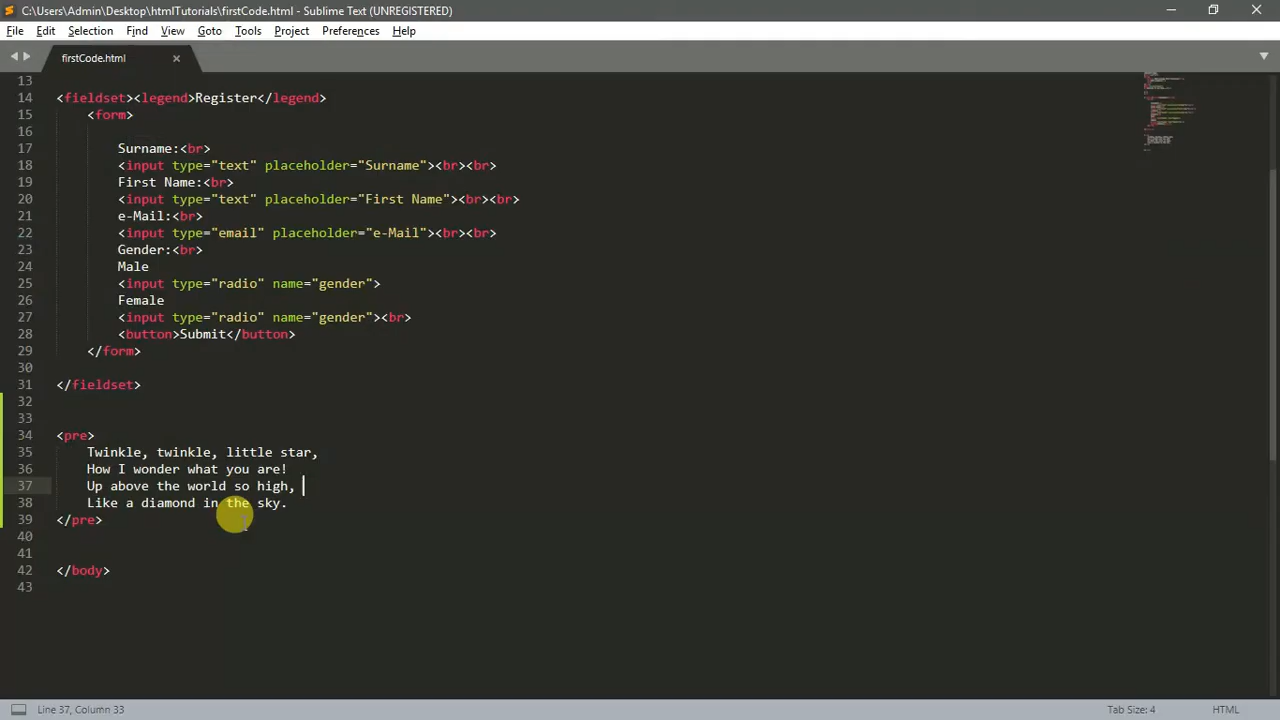 C:\Users\Admin\Desktop\htmlTutorials\firstCode.html - Sublime Text (UNREGISTERED)
File Edit Selection Find View Goto Tools Project Preferences Help
firstCode.html
13
14 <fieldset><legend>Register</legend>
15 <form>
16
17 Surname:<br>
18 <input type="text" placeholder="Surname"><br><br>
19 First Name:<br>
20 <input type="text" placeholder="First Name"><br><br>
21 e-Mail:<br>
22 <input type="email" placeholder="e-Mail"><br><br>
23 Gender:<br>
24 Male
25 <input type="radio" name="gender">
26 Female
27 <input type="radio" name="gender"><br>
28 <button>Submit</button>
29 </form>
30
31 </fieldset>
32
33
34 <pre>
35 Twinkle, twinkle, little star,
36 How I wonder what you are!
37 Up above the world so high,
38 Like a diamond in the sky.
39 </pre>
40
41
42 </body>
43
Line 37, Column 33 Tab Size: 4 HTML